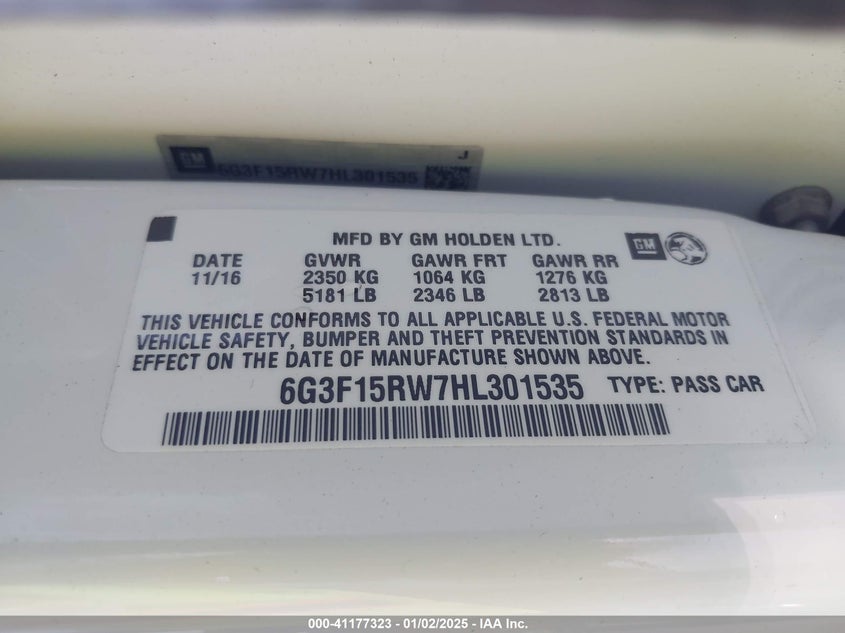 GM
J
6G3F15RW7HL301535
MFD BY GM HOLDEN LTD.
GM
DATE GVWR GAWR FRT GAWR RR
11/16 2350 KG 1064 KG 1276 KG
5181 LB 2346 LB 2813 LB
THIS VEHICLE CONFORMS TO ALL APPLICABLE U.S. FEDERAL MOTOR
VEHICLE SAFETY, BUMPER AND THEFT PREVENTION STANDARDS IN
EFFECT ON THE DATE OF MANUFACTURE SHOWN ABOVE.
6G3F15RW7HL301535 TYPE: PASS CAR
000-41177323 - 01/02/2025 - IAA Inc.